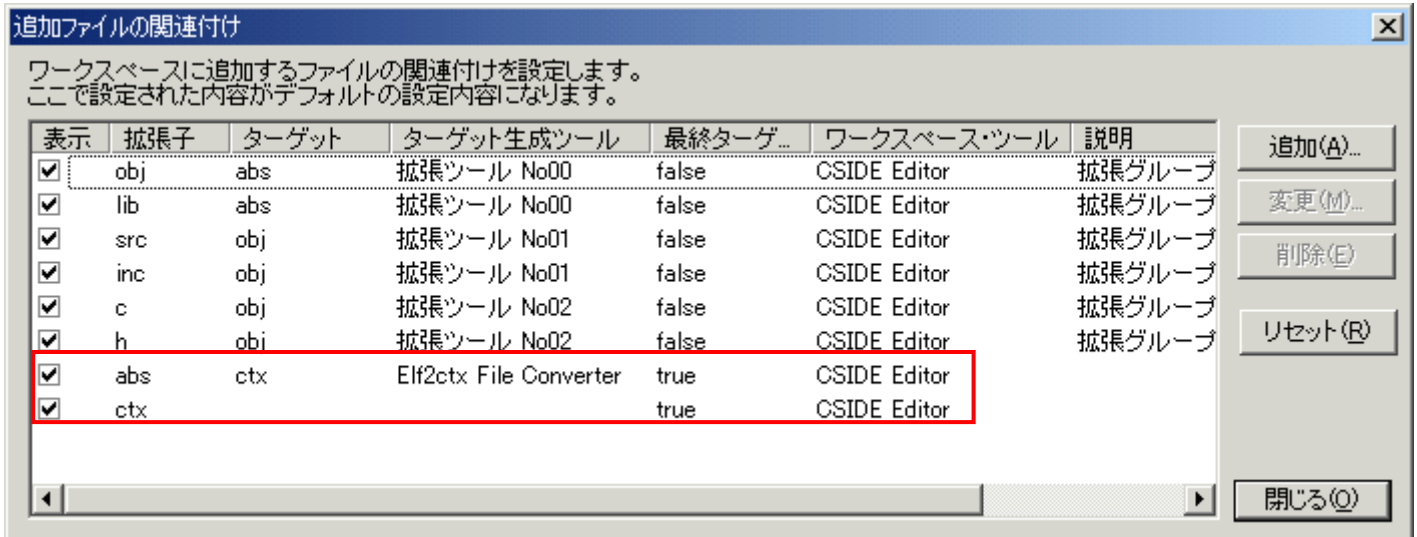 追加ファイルの関連付け
ワークスペースに追加するファイルの関連付けを設定します。
ここで設定された内容がデフォルトの設定内容になります。
表示 拡張子 ターゲット ターゲット生成ツール 最終ターゲ... ワークスペース・ツール 説明
obj abs 拡張ツール No00 false CSIDE Editor 拡張グループ
lib abs 拡張ツール No00 false CSIDE Editor 拡張グループ
src obj 拡張ツール No01 false CSIDE Editor 拡張グループ
inc obj 拡張ツール No01 false CSIDE Editor 拡張グループ
c obj 拡張ツール No02 false CSIDE Editor 拡張グループ
h obj 拡張ツール No02 false CSIDE Editor 拡張グループ
abs ctx Elf2ctx File Converter true CSIDE Editor
ctx true CSIDE Editor
追加(A)...
変更(M)...
削除(E)
リセット(R)
閉じる(O)